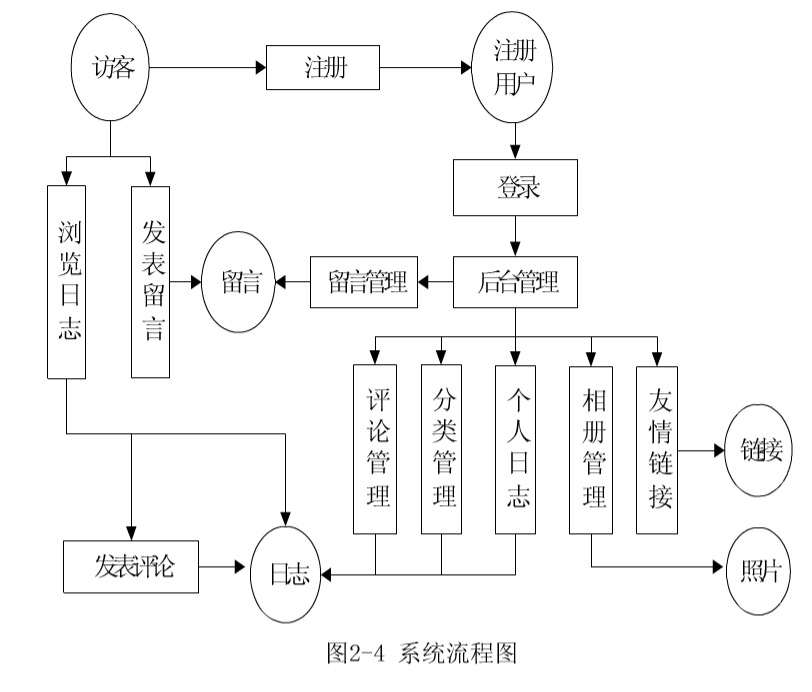 访客
注册
注册
用户
登录
浏览日志
发表留言
留言
留言管理
后台管理
评论管理
分类管理
个人日志
相册管理
友情链接
链接
发表评论
日志
照片
图2-4 系统流程图